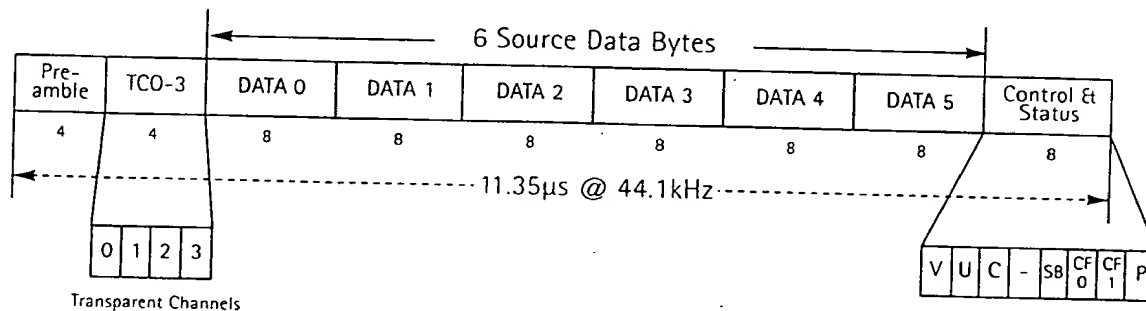 6 Source Data Bytes
Pre-
amble
TCO-3
DATA 0
DATA 1
DATA 2
DATA 3
DATA 4
DATA 5
Control &
Status
4
4
8
8
8
8
8
8
8
11.35µs @ 44.1kHz
0 1 2 3
V U C - SB CF 0 CF 1 P
Transparent Channels